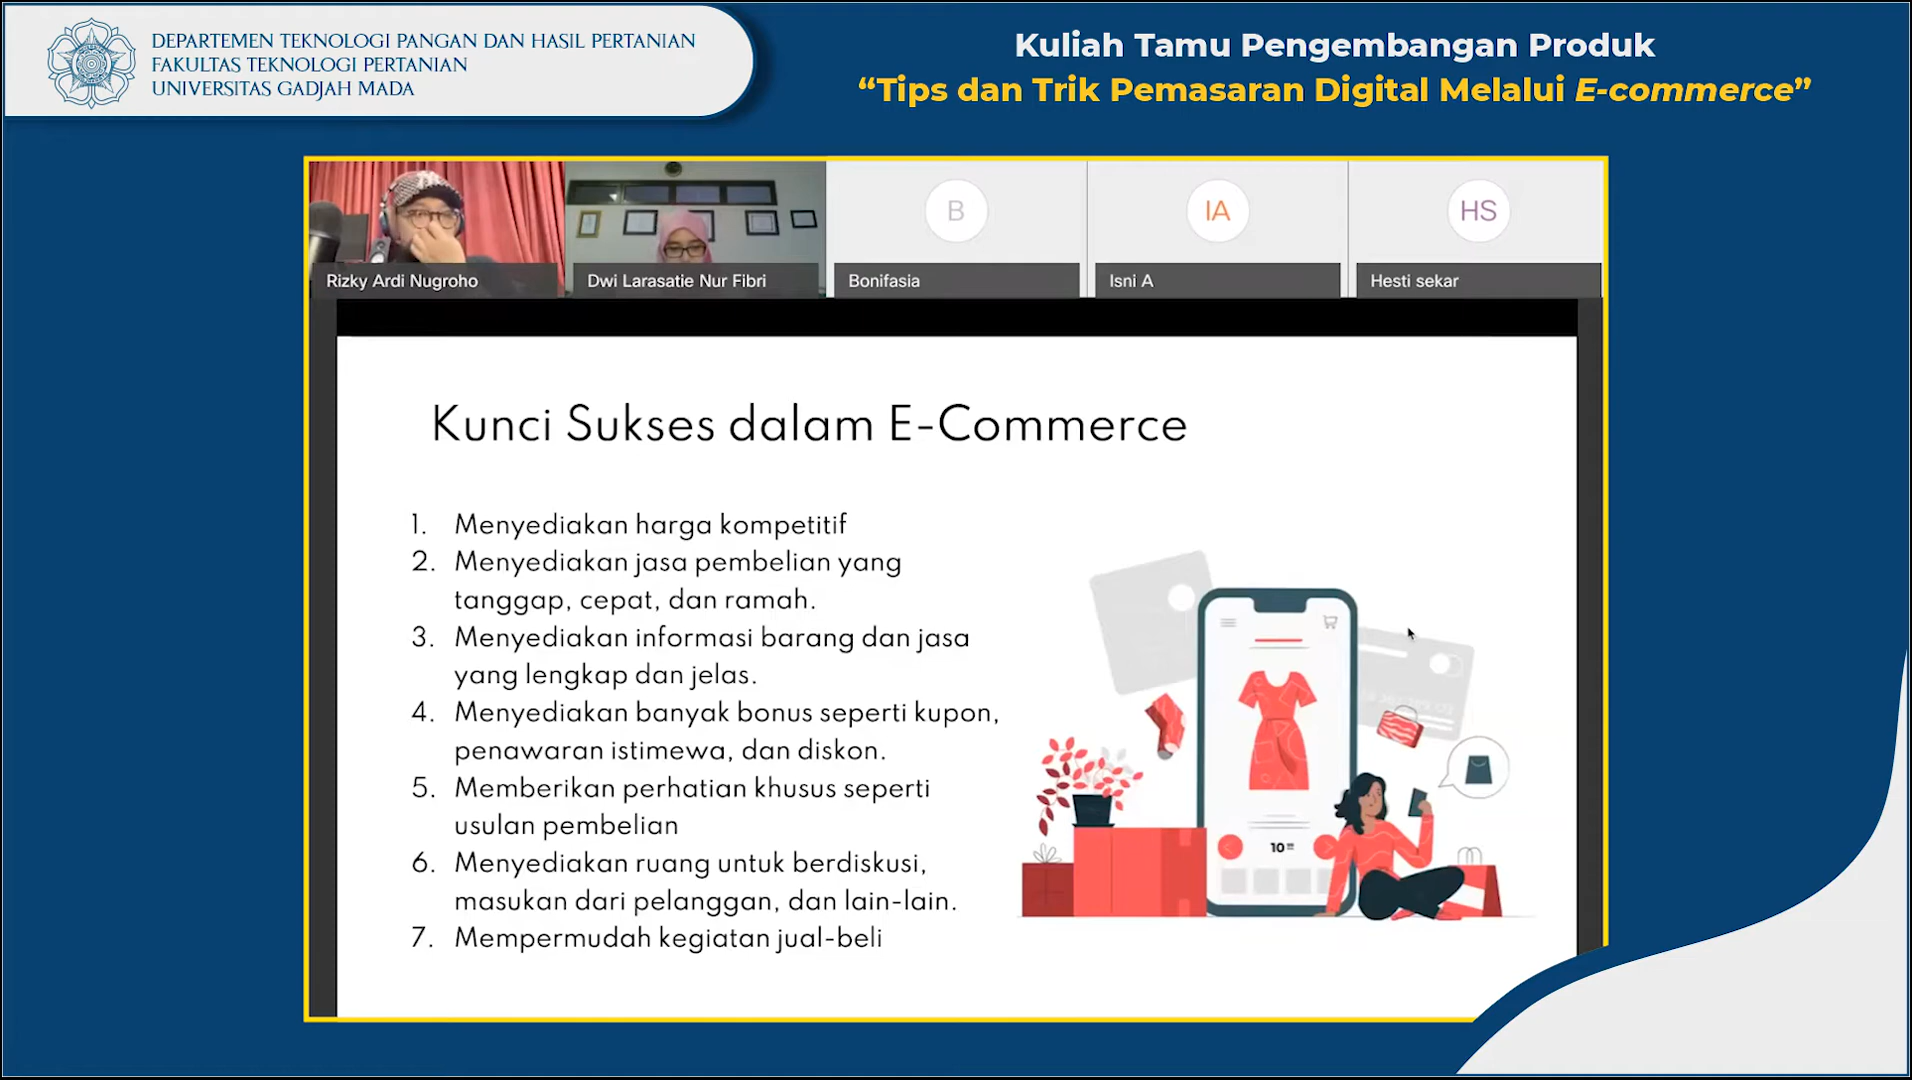 DEPARTEMEN TEKNOLOGI PANGAN DAN HASIL PERTANIAN
FAKULTAS TEKNOLOGI PERTANIAN
UNIVERSITAS GADJAH MADA
Kuliah Tamu Pengembangan Produk
“Tips dan Trik Pemasaran Digital Melalui E-commerce”
B
IA
HS
Rizky Ardi Nugroho
Dwi Larasatie Nur Fibri
Bonifasia
Isni A
Hesti sekar
Kunci Sukses dalam E-Commerce
1. Menyediakan harga kompetitif
2. Menyediakan jasa pembelian yang
tanggap, cepat, dan ramah.
3. Menyediakan informasi barang dan jasa
yang lengkap dan jelas.
4. Menyediakan banyak bonus seperti kupon,
penawaran istimewa, dan diskon.
5. Memberikan perhatian khusus seperti
usulan pembelian
6. Menyediakan ruang untuk berdiskusi,
masukan dari pelanggan, dan lain-lain.
7. Mempermudah kegiatan jual-beli
10